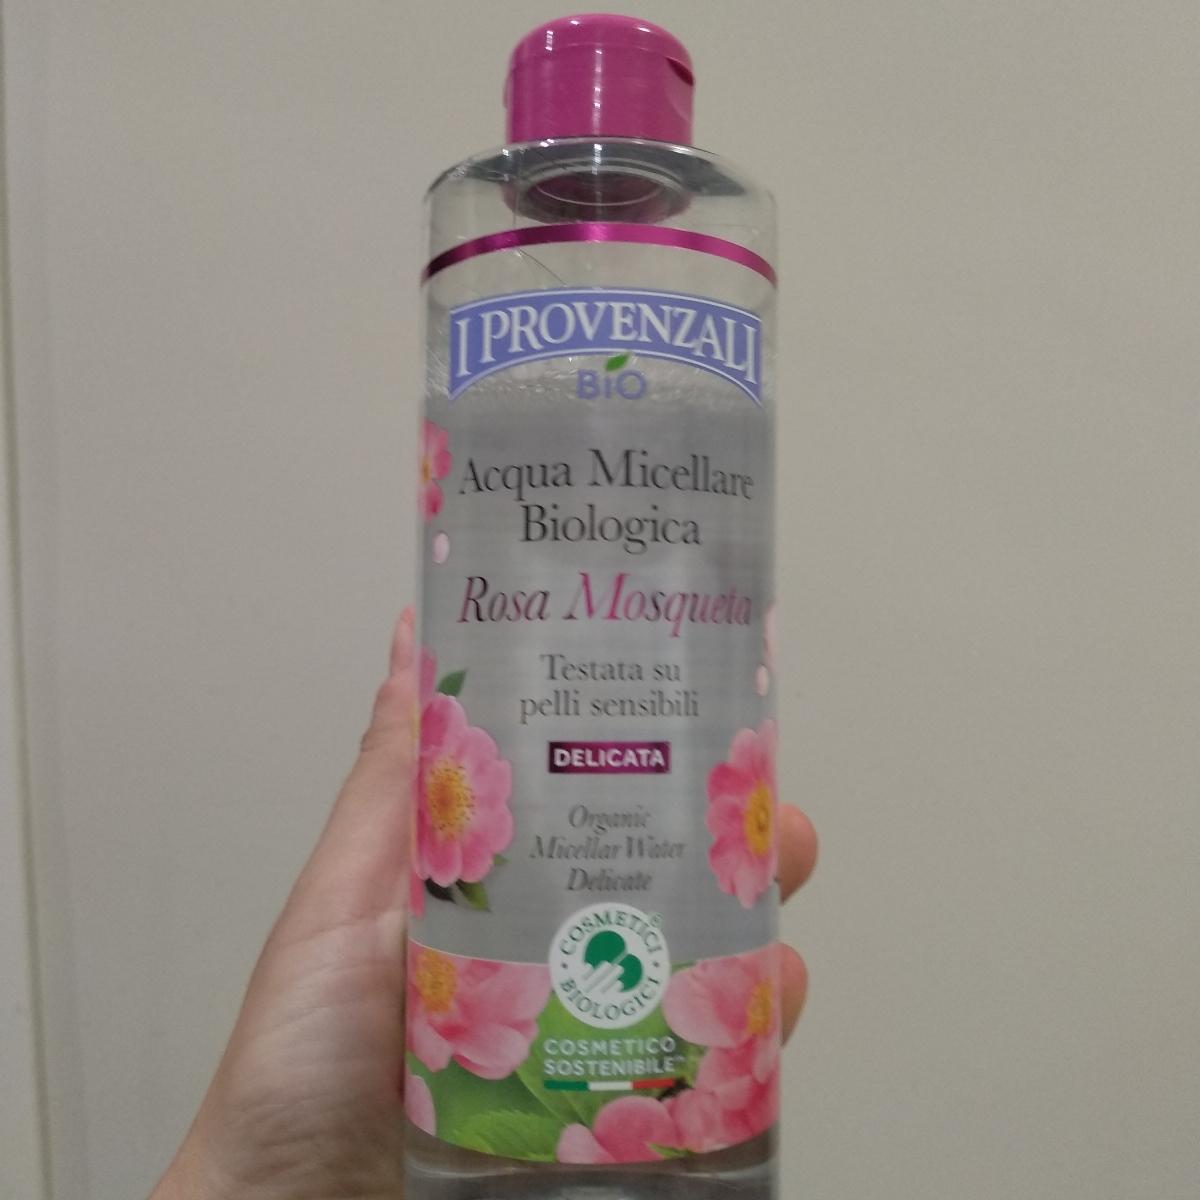 I PROVENZALI
BiO
Acqua Micellare
Biologica
Rosa Mosqueta
Testata su
pelli sensibili
DELICATA
Organic
Micellar Water
Delicate
COSMETICI ®
BIOLOGICI
COSMETICO
SOSTENIBILE™